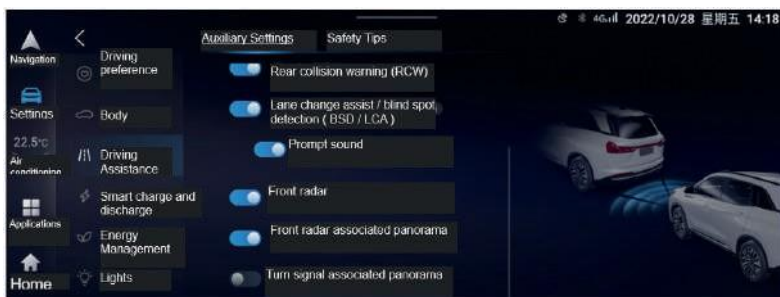 4G 2022/10/28 星期五 14:18
Auxiliary Settings Safety Tips
Navigation
Driving
preference
Rear collision warning (RCW)
Settings
Body
Lane change assist / blind spot
detection ( BSD / LCA )
22.5°C
Air
conditioning
Driving
Assistance
Prompt sound
Smart charge and
discharge
Front radar
Applications
Energy
Management
Front radar associated panorama
Home
Lights
Turn signal associated panorama